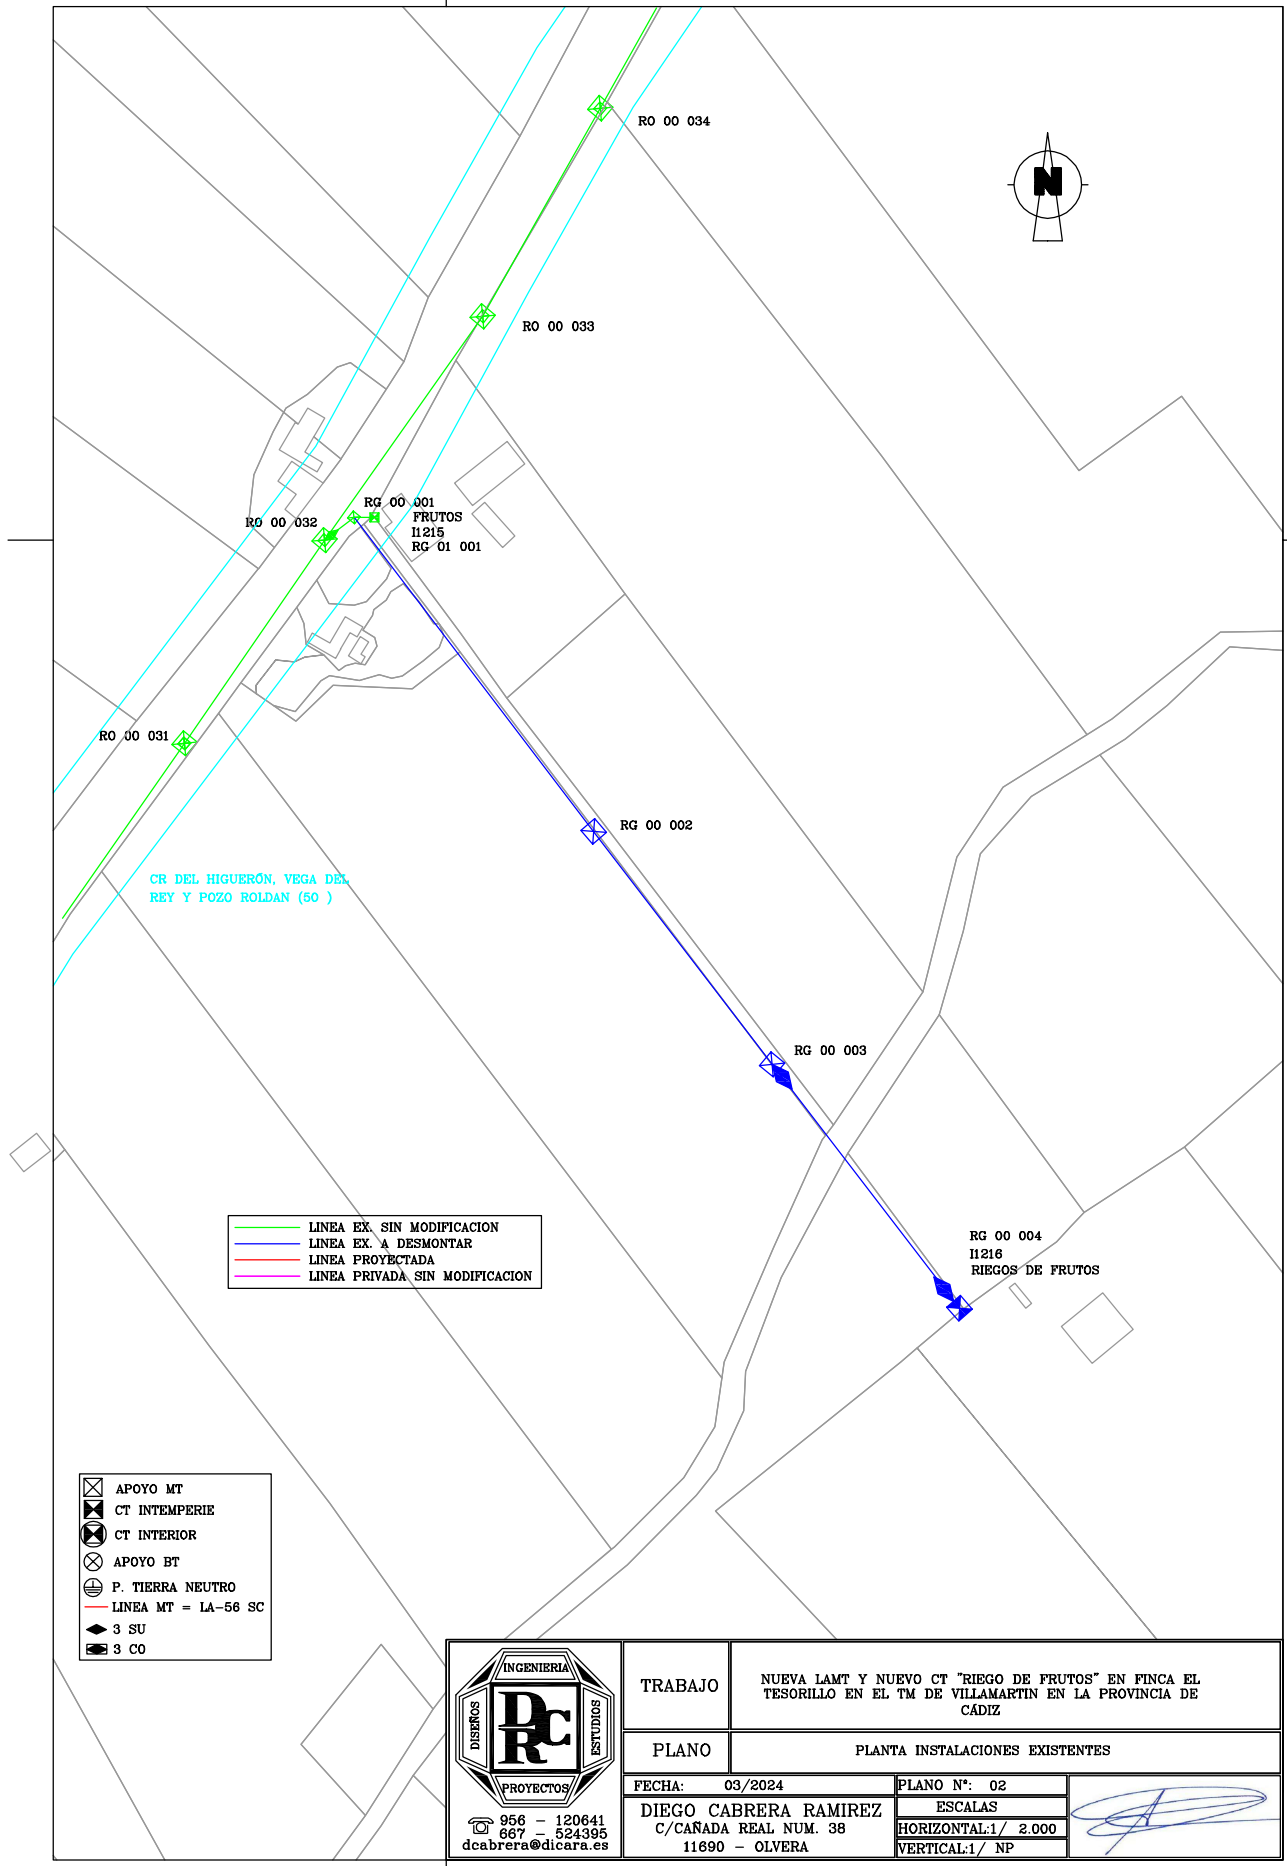 RO 00 034
N
RO 00 033
RG 00 001
FRUTOS
I1215
RG 01 001
RO 00 032
RO 00 031
RG 00 002
CR DEL HIGUERÓN, VEGA DEL
REY Y POZO ROLDAN (50 )
RG 00 003
LINEA EX. SIN MODIFICACION
LINEA EX. A DESMONTAR
LINEA PROYECTADA
LINEA PRIVADA SIN MODIFICACION
RG 00 004
I1216
RIEGOS DE FRUTOS
APOYO MT
CT INTEMPERIE
CT INTERIOR
APOYO BT
P. TIERRA NEUTRO
LINEA MT = LA-56 SC
3 SU
3 CO
INGENIERIA
DISEÑOS
DCR
ESTUDIOS
PROYECTOS
956 - 120641
667 - 524395
dcabrera@dicara.es
TRABAJO
NUEVA LAMT Y NUEVO CT "RIEGO DE FRUTOS" EN FINCA EL
TESORILLO EN EL TM DE VILLAMARTIN EN LA PROVINCIA DE
CÁDIZ
PLANO
PLANTA INSTALACIONES EXISTENTES
FECHA: 03/2024
PLANO Nº: 02
DIEGO CABRERA RAMIREZ
C/CAÑADA REAL NUM. 38
11690 - OLVERA
ESCALAS
HORIZONTAL:1/ 2.000
VERTICAL:1/ NP